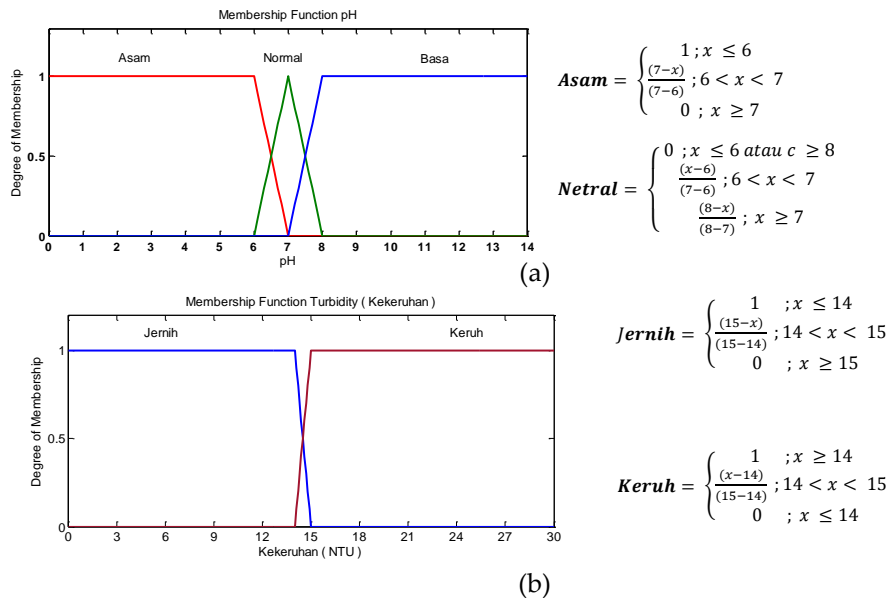 Membership Function pH
Asam
Normal
Basa
1
0.5
0
Degree of Membership
0 1 2 3 4 5 6 7 8 9 10 11 12 13 14
pH
Asam = { 1 ; x ≤ 6
(7−x)/(7−6) ; 6 < x < 7
0 ; x ≥ 7
Netral = { 0 ; x ≤ 6 atau c ≥ 8
(x−6)/(7−6) ; 6 < x < 7
(8−x)/(8−7) ; x ≥ 7
(a)
Membership Function Turbidity ( Kekeruhan )
Jernih
Keruh
1
0.5
0
Degree of Membership
0 3 6 9 12 15 18 21 24 27 30
Kekeruhan ( NTU )
Jernih = { 1 ; x ≤ 14
(15−x)/(15−14) ; 14 < x < 15
0 ; x ≥ 15
Keruh = { 1 ; x ≥ 14
(x−14)/(15−14) ; 14 < x < 15
0 ; x ≤ 14
(b)